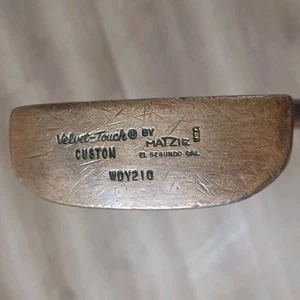 Velvet-Touch® BY MATZIE
CUSTOM EL SEGUNDO CAL
WDY210